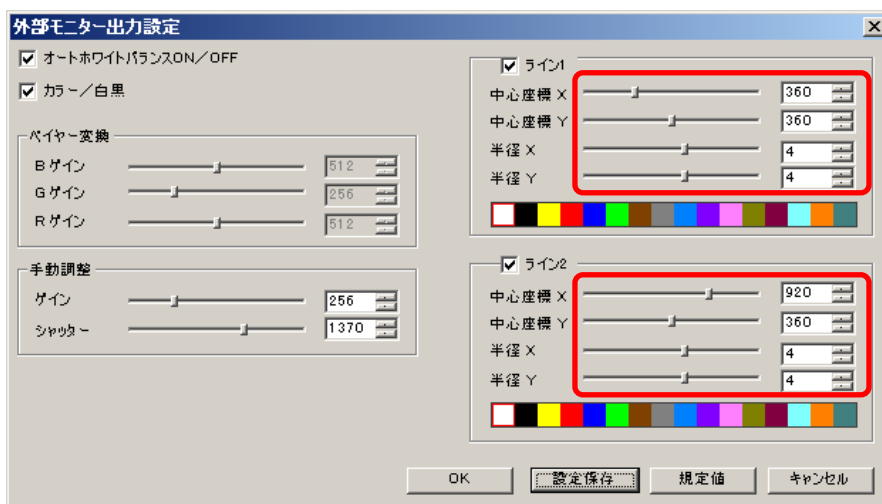 外部モニター出力設定
オートホワイトバランスON／OFF
カラー／白黒
ベイヤー変換
Bゲイン 512
Gゲイン 256
Rゲイン 512
手動調整
ゲイン 256
シャッター 1370
ライン1
中心座標 X 360
中心座標 Y 360
半径 X 4
半径 Y 4
ライン2
中心座標 X 920
中心座標 Y 360
半径 X 4
半径 Y 4
OK 設定保存 規定値 キャンセル